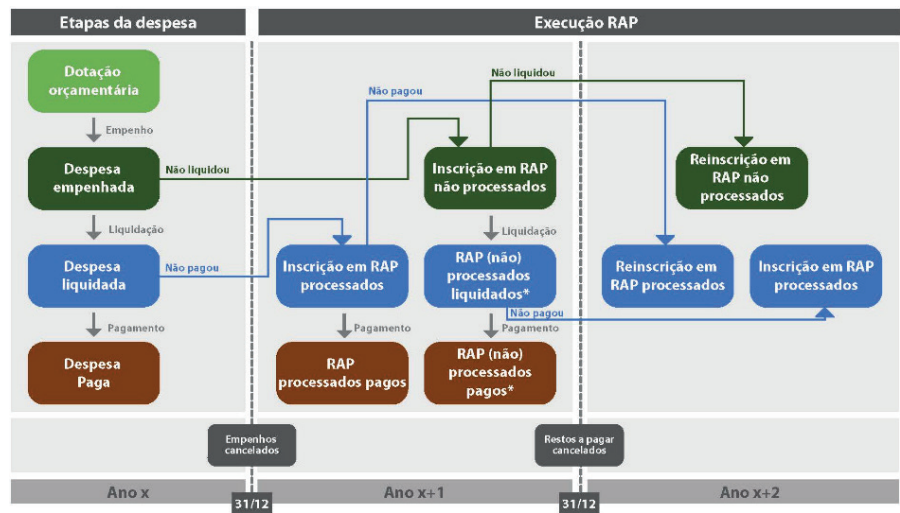 Etapas da despesa
Execução RAP
Dotação
orçamentária
Empenho
Despesa
empenhada
Não liquidou
Liquidação
Despesa
liquidada
Não pagou
Pagamento
Despesa
Paga
Não liquidou
Não pagou
Inscrição em RAP
não processados
Liquidação
Inscrição em RAP
processados
RAP (não)
processados
liquidados*
Não pagou
Pagamento
Pagamento
RAP
processados pagos
RAP (não)
processados
pagos*
Reinscrição em
RAP não
processados
Reinscrição em
RAP processados
Inscrição em RAP
processados
Empenhos
cancelados
Restos a pagar
cancelados
Ano x
31/12
Ano x+1
31/12
Ano x+2